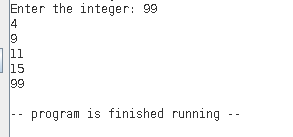 Enter the integer: 99
4
9
11
15
99
-- program is finished running --